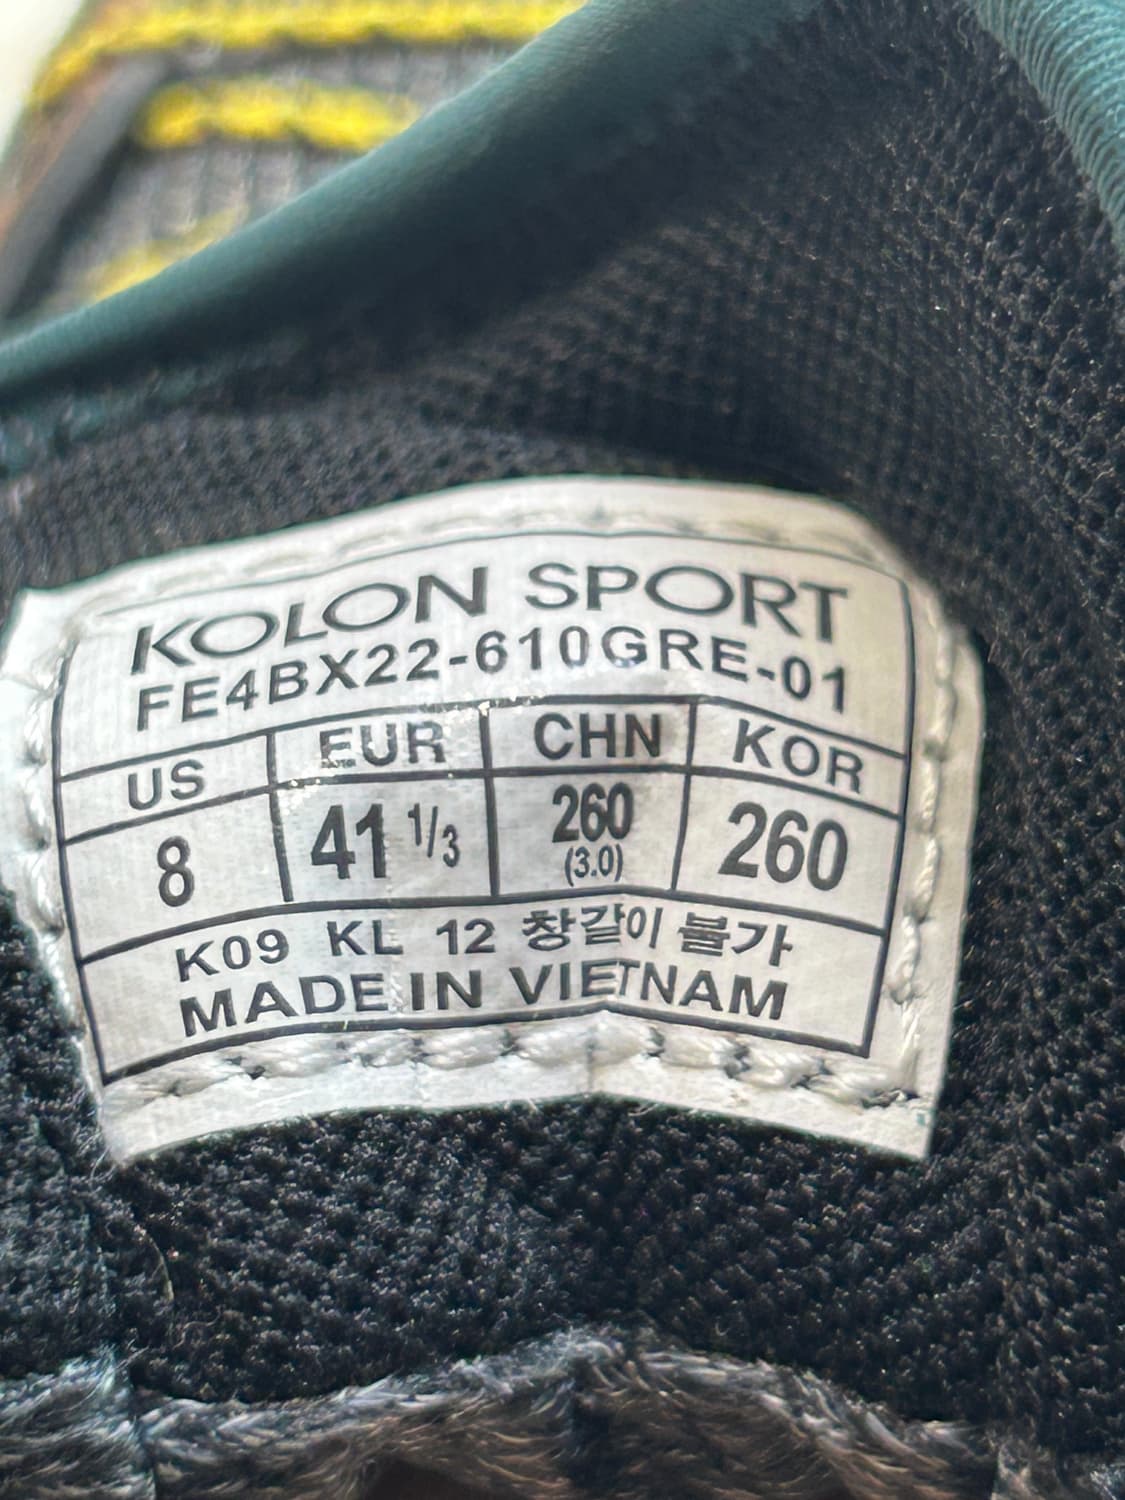 KOLON SPORT
FE4BX22-610GRE-01
US EUR CHN KOR
8 41 1/3 260 (3.0) 260
K09 KL 12 창갈이 불가
MADE IN VIETNAM